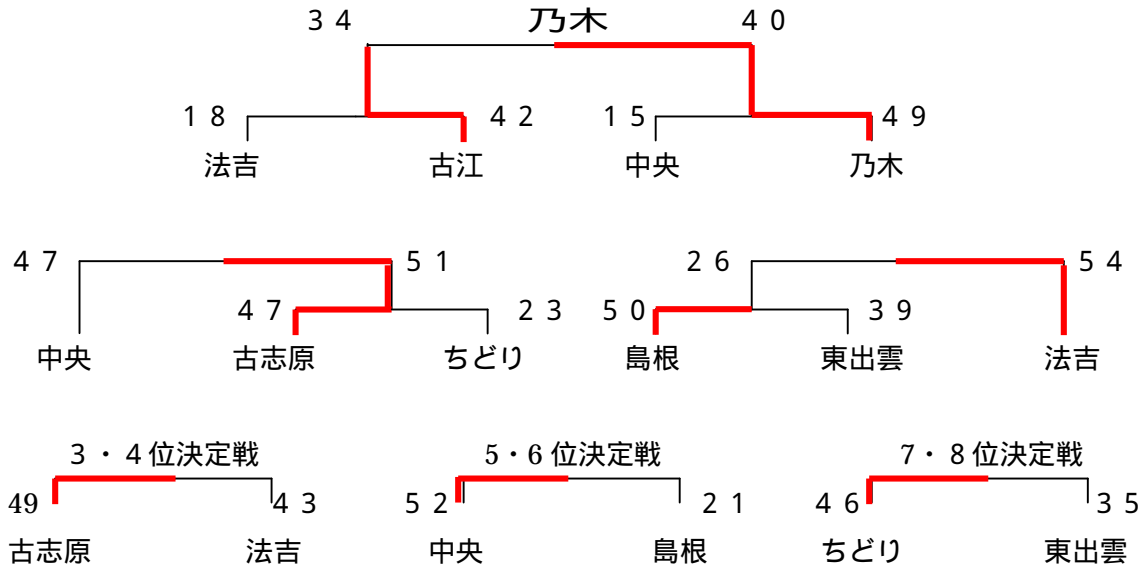 34 乃木 40
18 42 15 49
法吉 古江 中央 乃木
47 51 26 54
47 23 50 39
中央 古志原 ちどり 島根 東出雲 法吉
3・4位決定戦 5・6位決定戦 7・8位決定戦
49 43 52 21 46 35
古志原 法吉 中央 島根 ちどり 東出雲